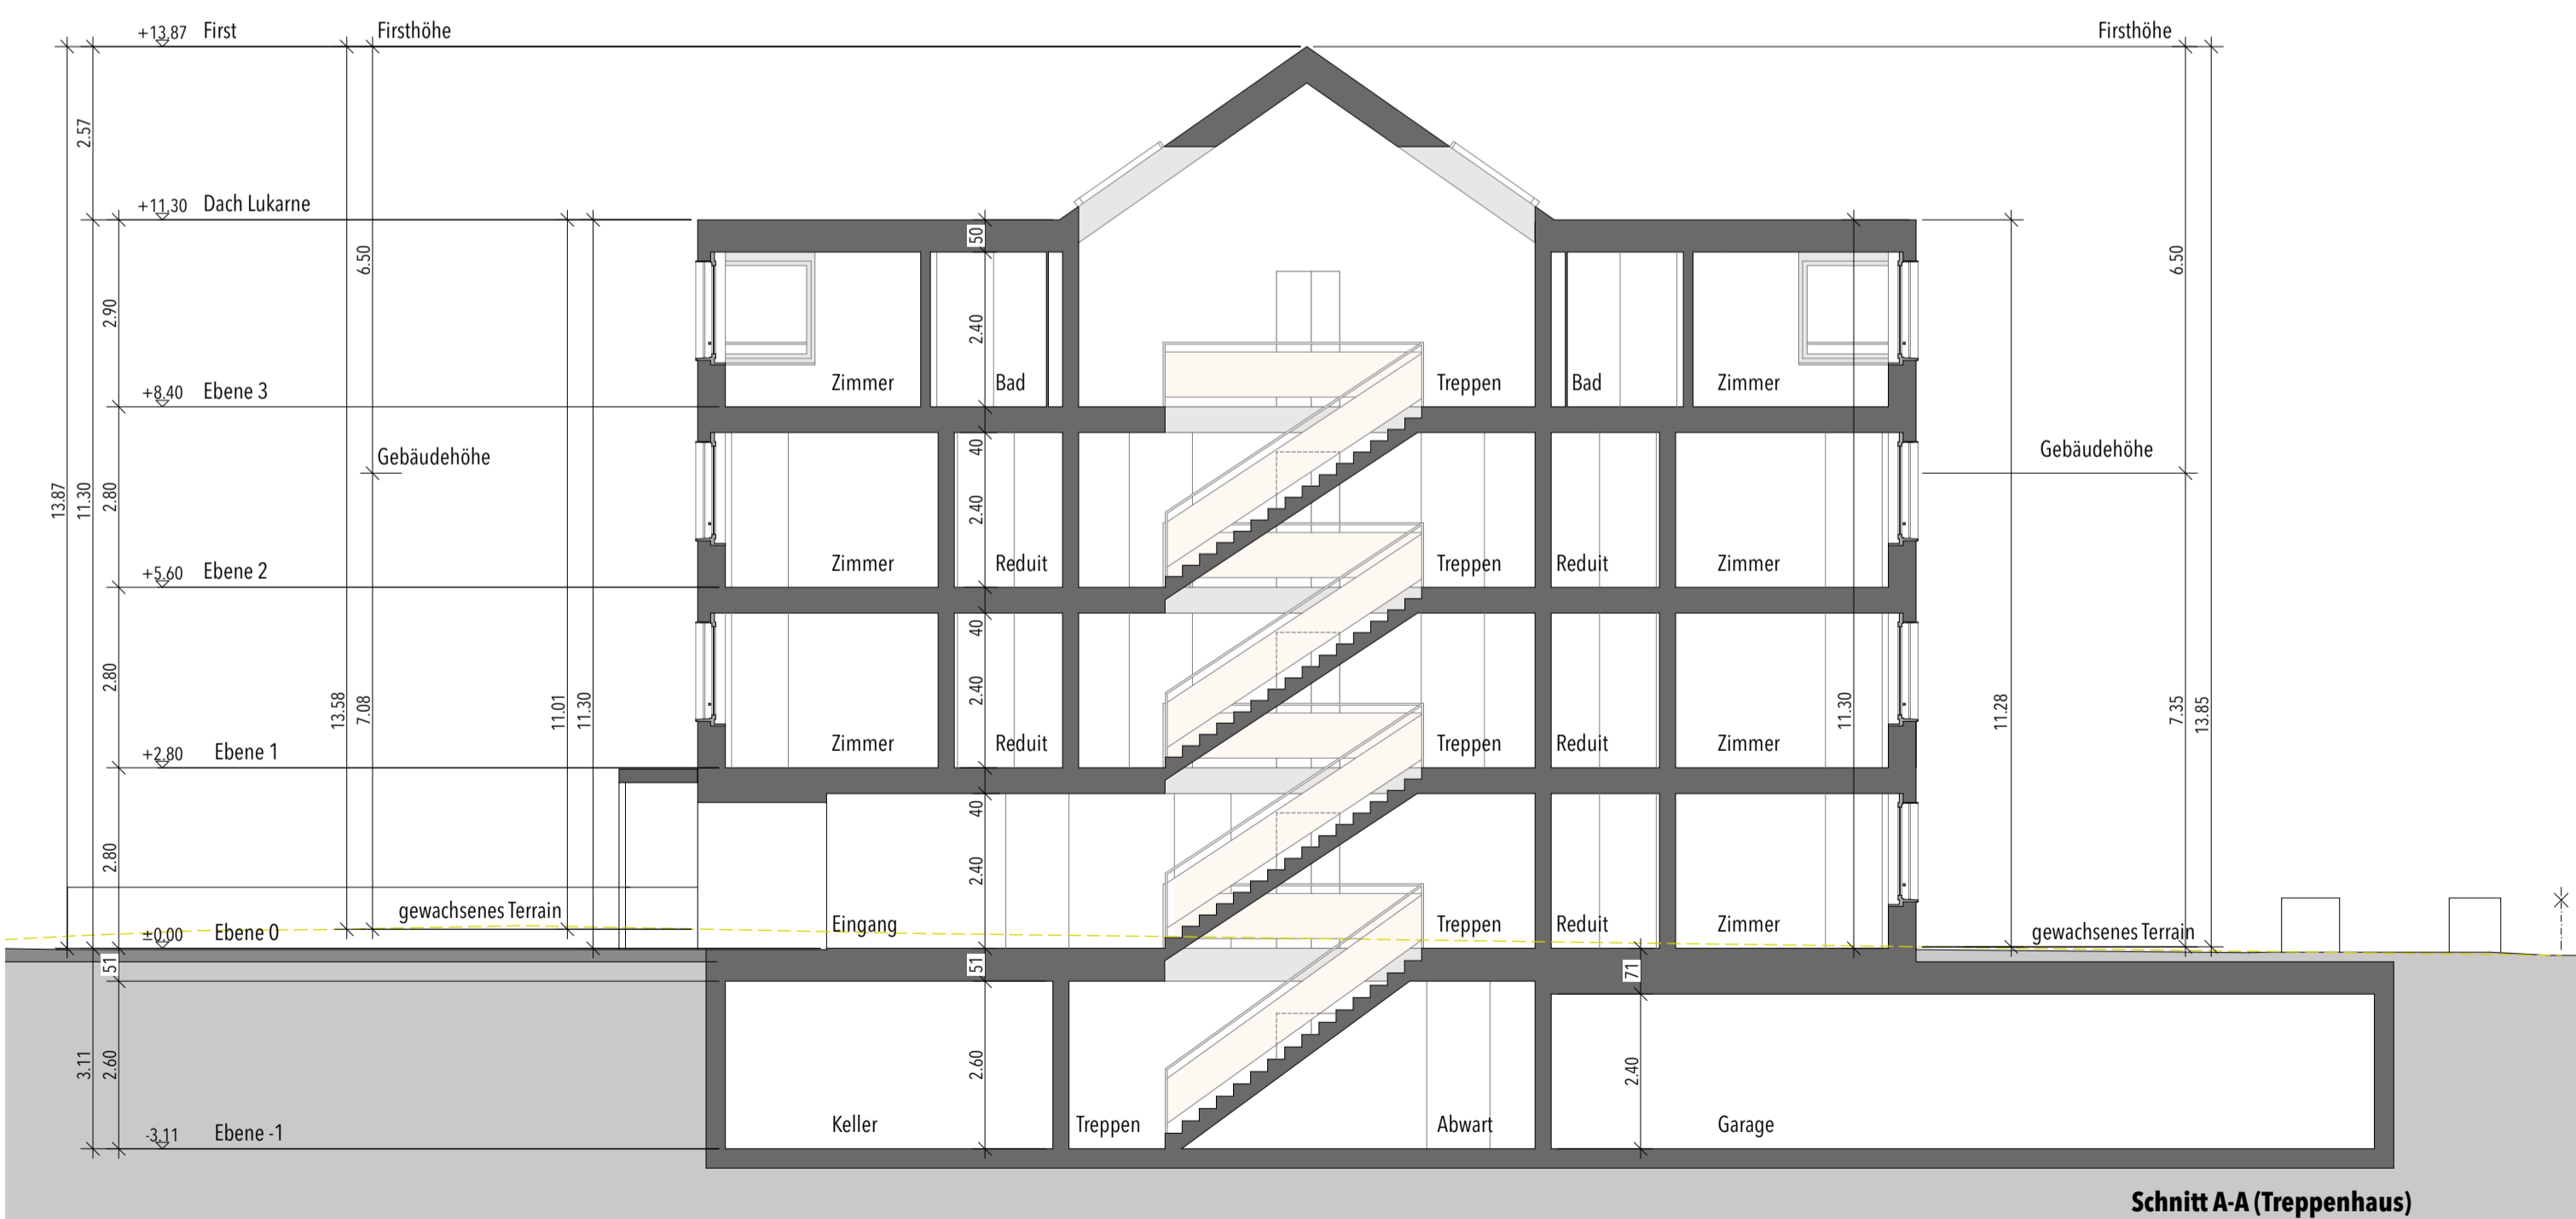 +13.87 First
Firsthöhe
Firsthöhe
2.57
+11.30 Dach Lukarne
50
6.50
6.50
2.90
2.40
Zimmer
Bad
Treppen
Bad
Zimmer
+8.40 Ebene 3
40
Gebäudehöhe
Gebäudehöhe
13.87
11.30
2.80
2.40
Zimmer
Reduit
Treppen
Reduit
Zimmer
+5.60 Ebene 2
40
2.80
13.58
7.08
11.01
11.30
2.40
11.30
11.28
7.35
13.85
Zimmer
Reduit
Treppen
Reduit
Zimmer
+2.80 Ebene 1
40
2.80
2.40
gewachsenes Terrain
Eingang
Treppen
Reduit
Zimmer
gewachsenes Terrain
±0.00 Ebene 0
51
51
71
3.11
2.60
2.60
2.40
Keller
Treppen
Abwart
Garage
-3.11 Ebene -1
Schnitt A-A (Treppenhaus)